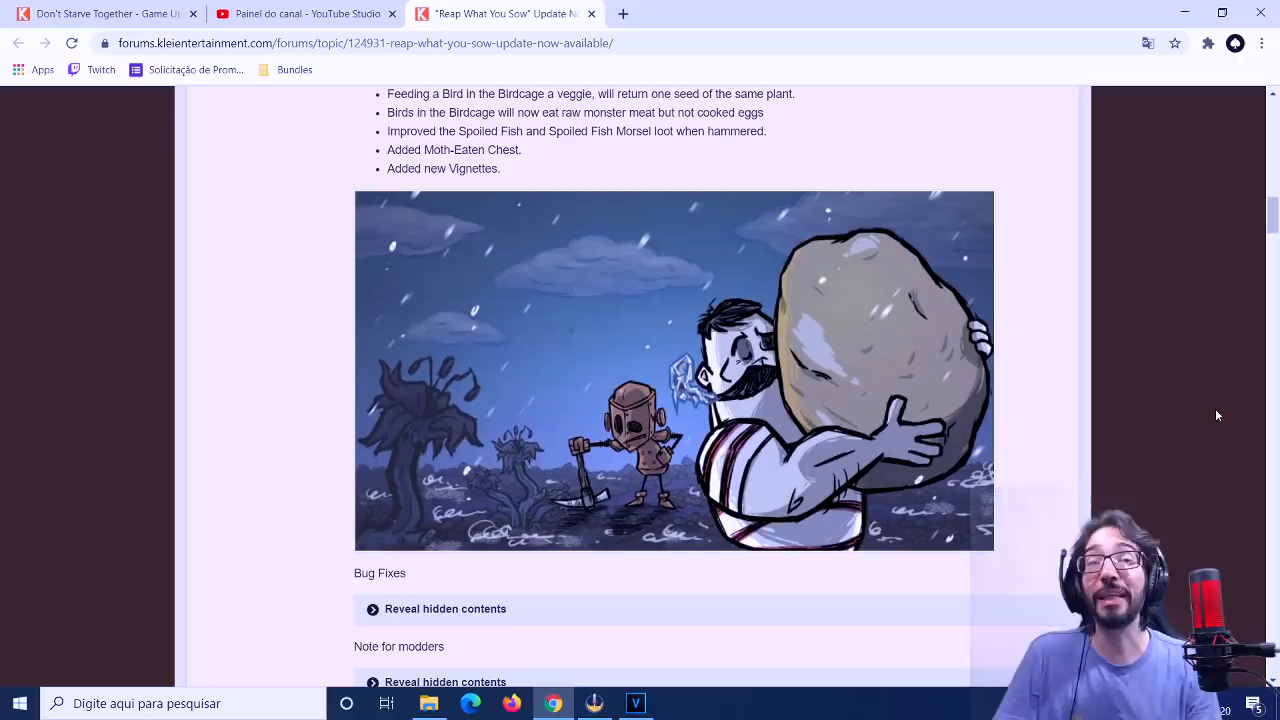 Don't Starve Together - Game Up
Painel do canal - YouTube Studio
"Reap What You Sow" Update No
forums.kleientertainment.com/forums/topic/124931-reap-what-you-sow-update-now-available/
Apps
Twitch
Solicitação de Prom...
Bundles
Feeding a Bird in the Birdcage a veggie, will return one seed of the same plant.
Birds in the Birdcage will now eat raw monster meat but not cooked eggs
Improved the Spoiled Fish and Spoiled Fish Morsel loot when hammered.
Added Moth-Eaten Chest.
Added new Vignettes.
Bug Fixes
Reveal hidden contents
Note for modders
Reveal hidden contents
Digite aqui para pesquisar
V
20
5